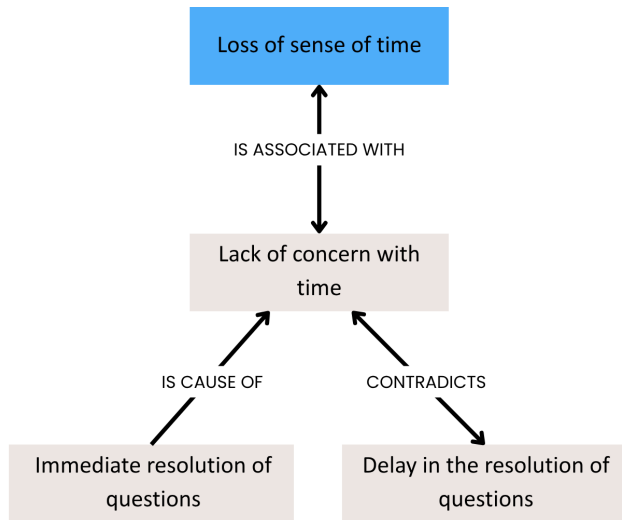 Loss of sense of time
IS ASSOCIATED WITH
Lack of concern with
time
IS CAUSE OF
CONTRADICTS
Immediate resolution of
questions
Delay in the resolution of
questions